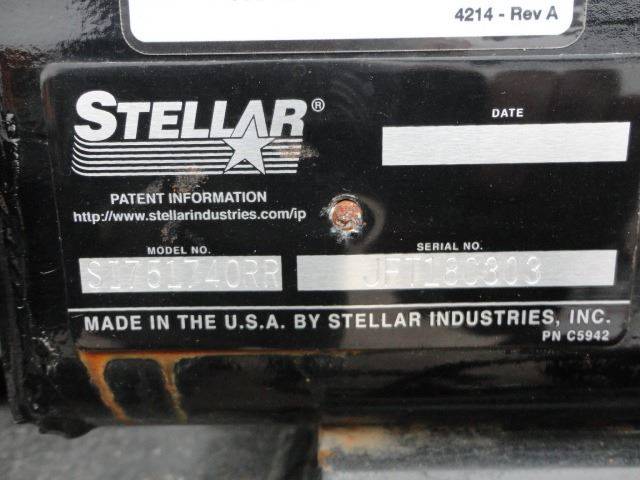 4214 - Rev A
STELLAR®
DATE
PATENT INFORMATION
http://www.stellarindustries.com/ip
MODEL NO.
SERIAL NO.
SI751740RR
MADE IN THE U.S.A. BY STELLAR INDUSTRIES, INC.
PN C5942